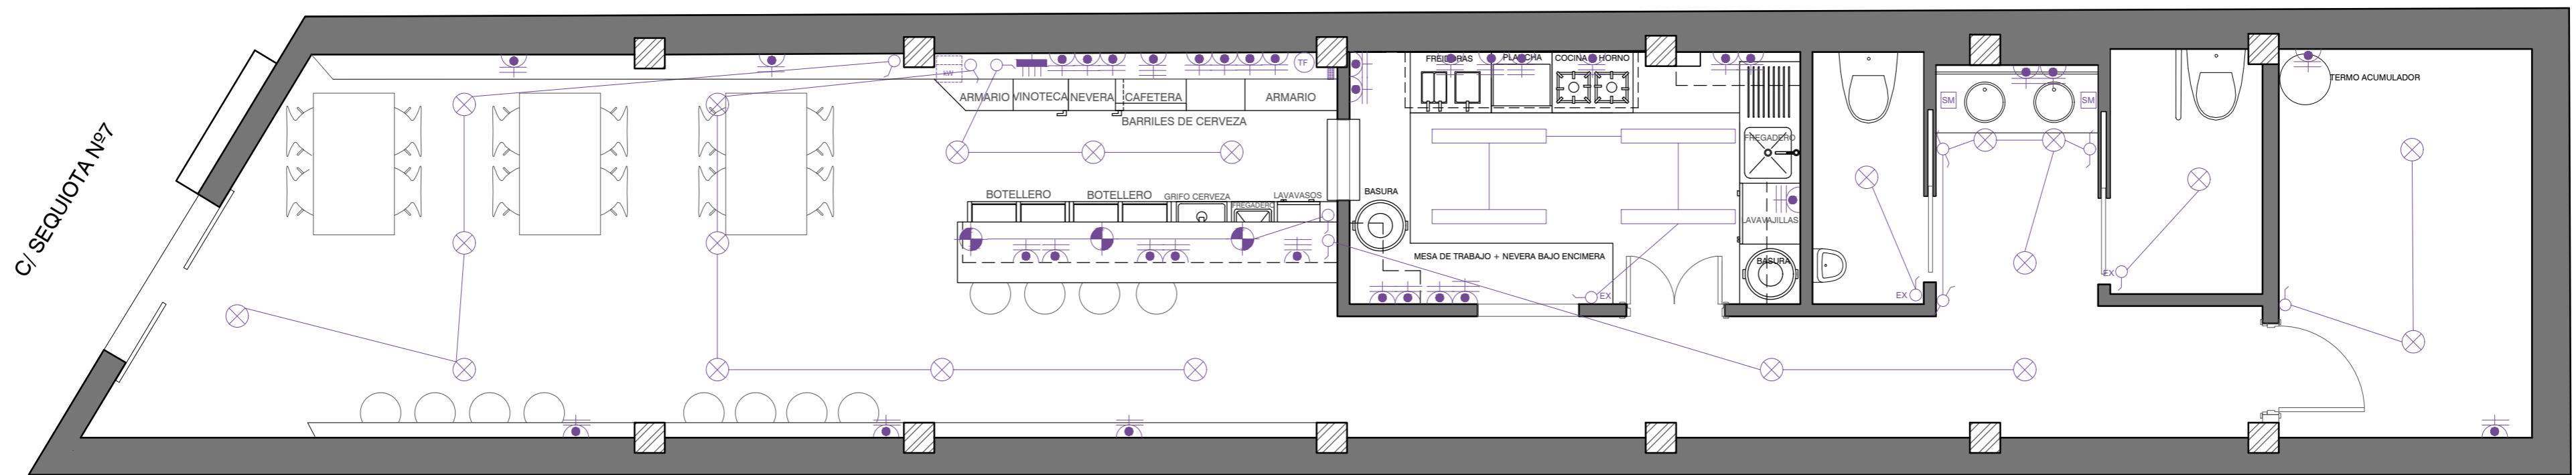 C/ SEQUIOTA Nº7
kW
TF
ARMARIO
VINOTECA
NEVERA
CAFETERA
ARMARIO
BARRILES DE CERVEZA
BOTELLERO
BOTELLERO
GRIFO CERVEZA
FREGADERO
LAVAVASOS
FREIDORAS
PLANCHA
COCINA + HORNO
FREGADERO
BASURA
LAVAVAJILLAS
MESA DE TRABAJO + NEVERA BAJO ENCIMERA
BASURA
EX
EX
SM
SM
EX
TERMO ACUMULADOR